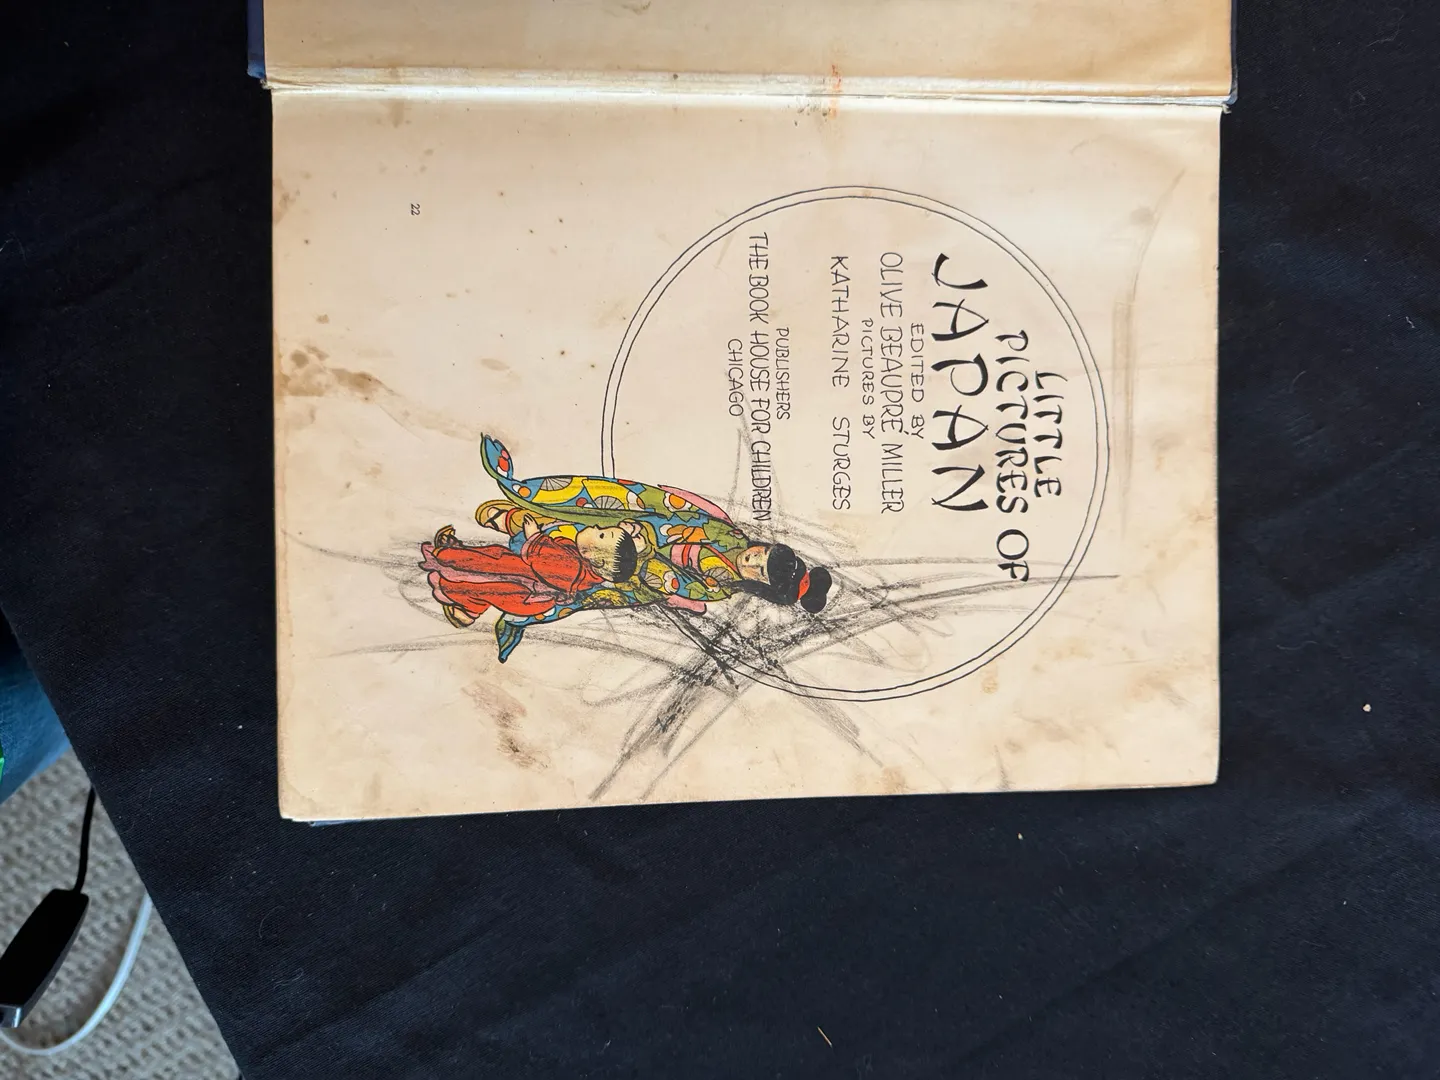 LITTLE
PICTURES OF
JAPAN
EDITED BY
OLIVE BEAUPRÉ MILLER
PICTURES BY
KATHARINE STURGES
PUBLISHERS
THE BOOK HOUSE FOR CHILDREN
CHICAGO
22